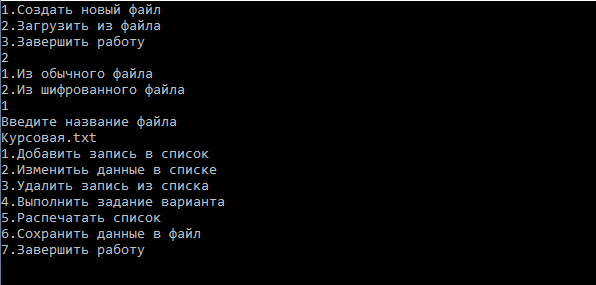 1.Создать новый файл
2.Загрузить из файла
3.Завершить работу
2
1.Из обычного файла
2.Из шифрованного файла
1
Введите название файла
Курсовая.txt
1.Добавить запись в список
2.Измениитьь данные в списке
3.Удалить запись из списка
4.Выполнить задание варианта
5.Распечатать список
6.Сохранить данные в файл
7.Завершить работу